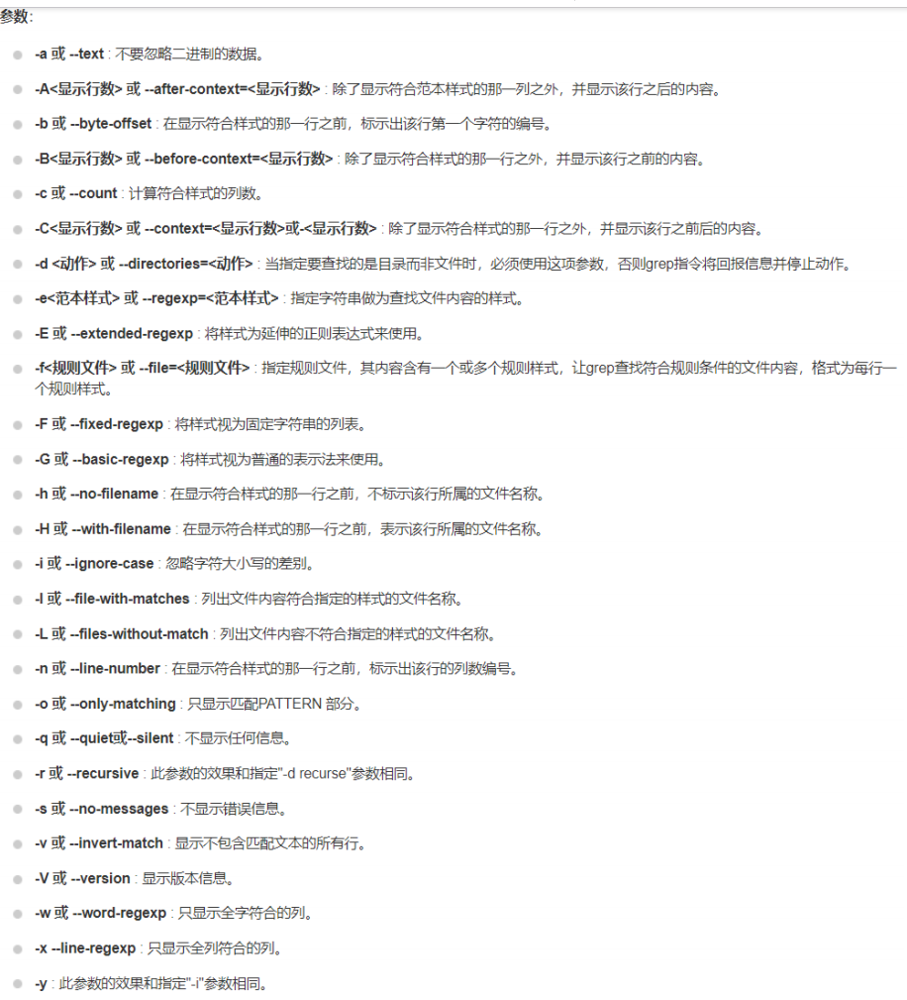 参数:
-a 或 --text : 不要忽略二进制的数据。
-A<显示行数> 或 --after-context=<显示行数> : 除了显示符合范本样式的那一列之外，并显示该行之后的内容。
-b 或 --byte-offset : 在显示符合样式的那一行之前，标示出该行第一个字符的编号。
-B<显示行数> 或 --before-context=<显示行数> : 除了显示符合样式的那一行之外，并显示该行之前的内容。
-c 或 --count : 计算符合样式的列数。
-C<显示行数> 或 --context=<显示行数>或-<显示行数> : 除了显示符合样式的那一行之外，并显示该行之前后的内容。
-d <动作> 或 --directories=<动作> : 当指定要查找的是目录而非文件时，必须使用这项参数，否则grep指令将回报信息并停止动作。
-e<范本样式> 或 --regexp=<范本样式> : 指定字符串做为查找文件内容的样式。
-E 或 --extended-regexp : 将样式为延伸的正则表达式来使用。
-f<规则文件> 或 --file=<规则文件> : 指定规则文件，其内容含有一个或多个规则样式，让grep查找符合规则条件的文件内容，格式为每行一
个规则样式。
-F 或 --fixed-regexp : 将样式视为固定字符串的列表。
-G 或 --basic-regexp : 将样式视为普通的表示法来使用。
-h 或 --no-filename : 在显示符合样式的那一行之前，不标示该行所属的文件名称。
-H 或 --with-filename : 在显示符合样式的那一行之前，表示该行所属的文件名称。
-i 或 --ignore-case : 忽略字符大小写的差别。
-l 或 --file-with-matches : 列出文件内容符合指定的样式的文件名称。
-L 或 --files-without-match : 列出文件内容不符合指定的样式的文件名称。
-n 或 --line-number : 在显示符合样式的那一行之前，标示出该行的列数编号。
-o 或 --only-matching : 只显示匹配PATTERN 部分。
-q 或 --quiet或--silent : 不显示任何信息。
-r 或 --recursive : 此参数的效果和指定"-d recurse"参数相同。
-s 或 --no-messages : 不显示错误信息。
-v 或 --invert-match : 显示不包含匹配文本的所有行。
-V 或 --version : 显示版本信息。
-w 或 --word-regexp : 只显示全字符合的列。
-x --line-regexp : 只显示全列符合的列。
-y : 此参数的效果和指定"-i"参数相同。